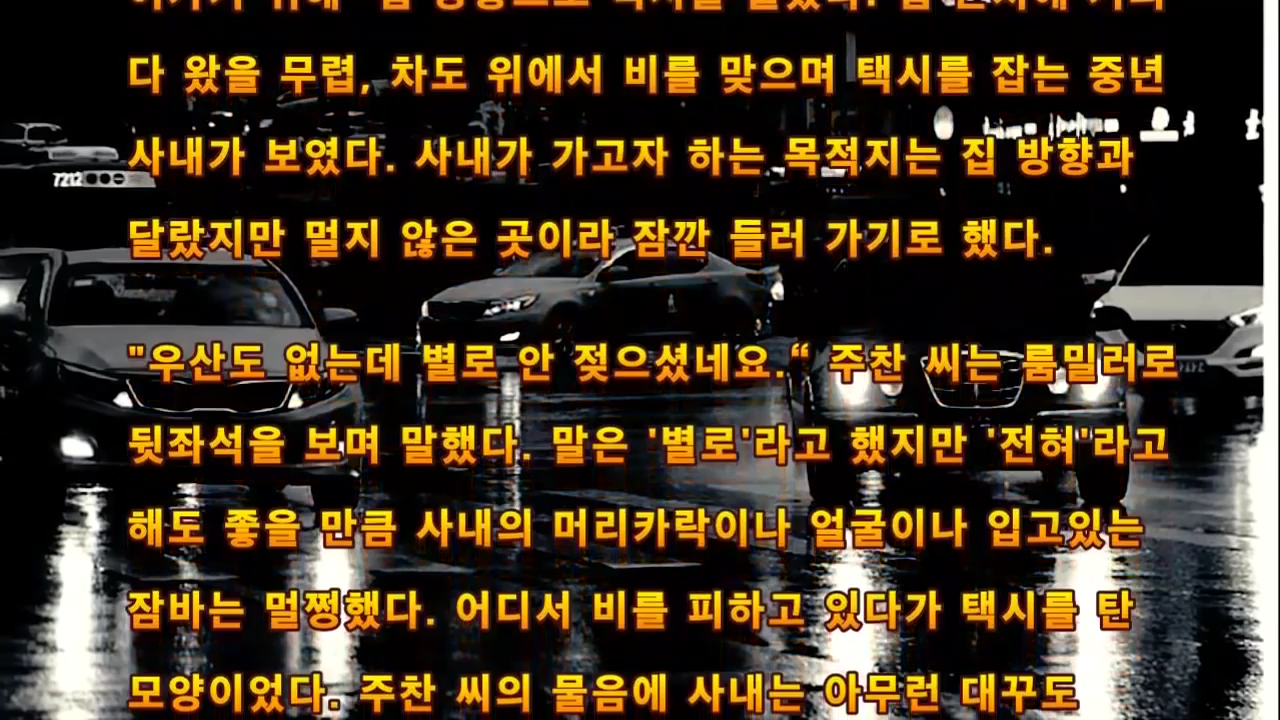 다 왔을 무렵, 차도 위에서 비를 맞으며 택시를 잡는 중년
사내가 보였다. 사내가 가고자 하는 목적지는 집 방향과
7212
달랐지만 멀지 않은 곳이라 잠깐 들러 가기로 했다.
"우산도 없는데 별로 안 젖으셨네요.“ 주찬 씨는 룸밀러로
뒷좌석을 보며 말했다. 말은 '별로'라고 했지만 '전혀'라고
해도 좋을 만큼 사내의 머리카락이나 얼굴이나 입고있는
잠바는 멀쩡했다. 어디서 비를 피하고 있다가 택시를 탄
모양이었다. 주찬 씨의 물음에 사내는 아무런 대꾸도